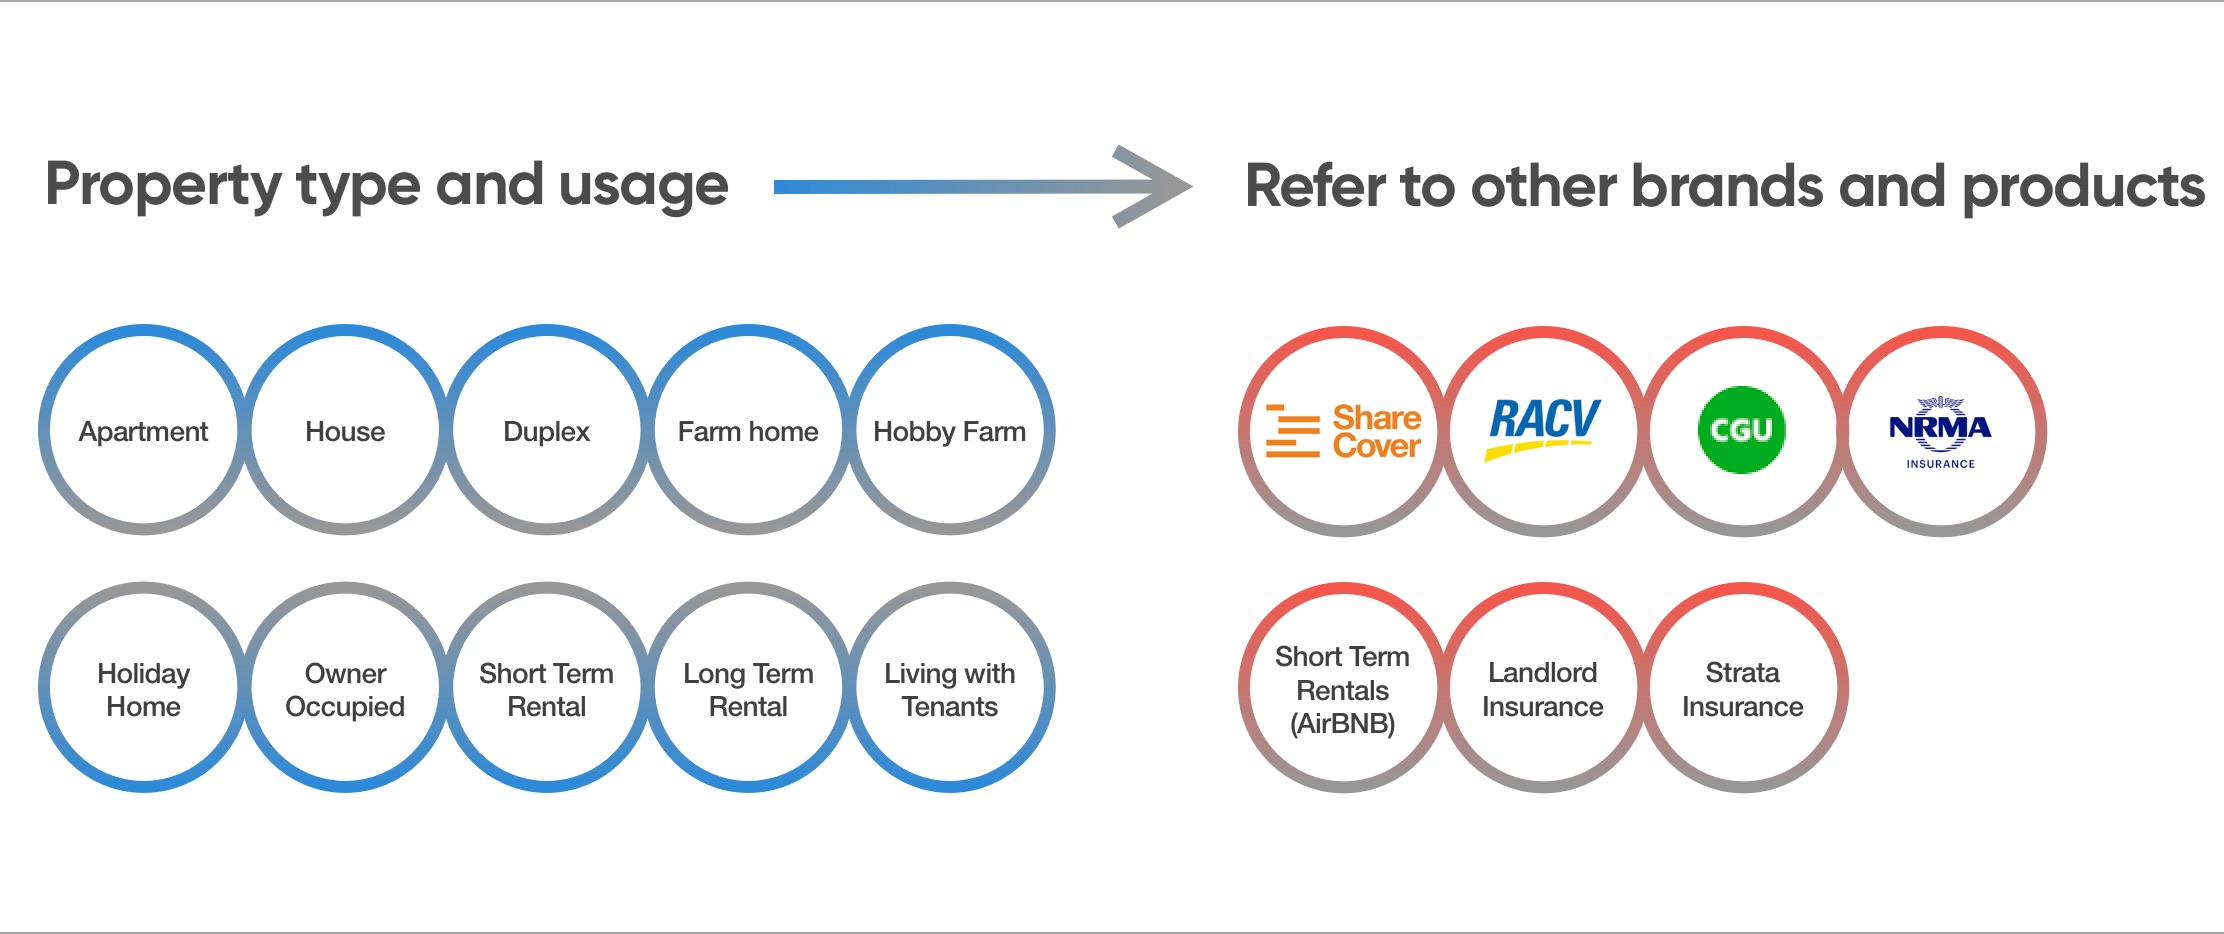 Property type and usage
Refer to other brands and products
Apartment
House
Duplex
Farm home
Hobby Farm
Share
Cover
RACV
CGU
NRMA
INSURANCE
Holiday
Home
Owner
Occupied
Short Term
Rental
Long Term
Rental
Living with
Tenants
Short Term
Rentals
(AirBNB)
Landlord
Insurance
Strata
Insurance